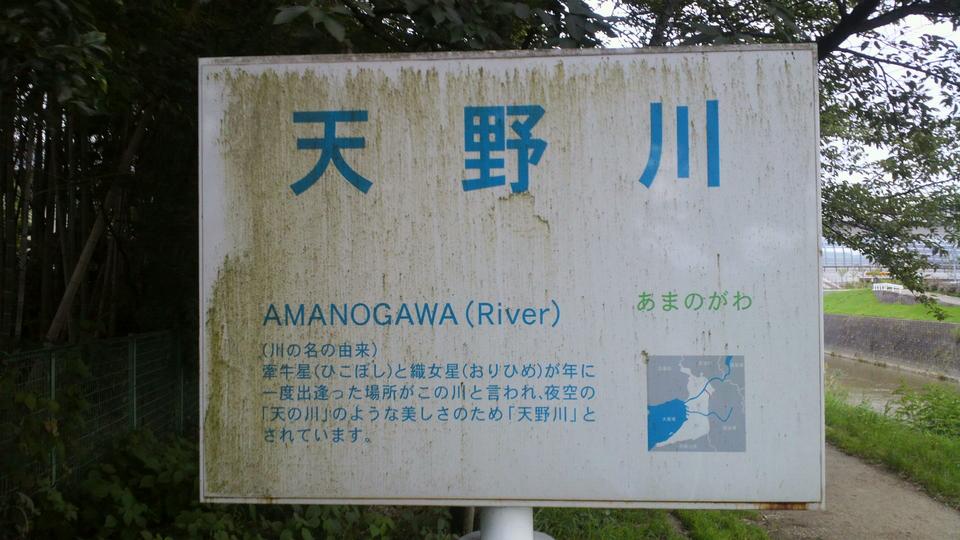 天野川
AMANOGAWA(River)
あまのがわ
(川の名の由来)
牽牛星(ひこぼし)と織女星(おりひめ)が年に
一度出逢った場所がこの川と言われ、夜空の
「天の川」のような美しさのため「天野川」と
されています。